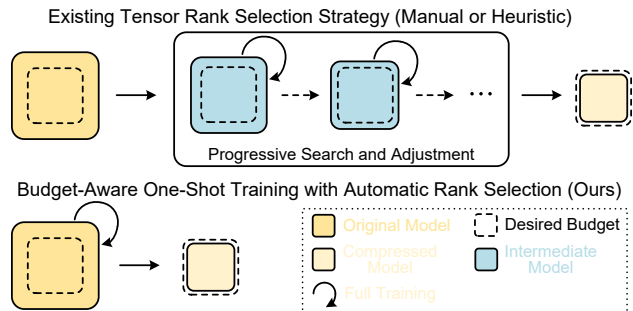 Existing Tensor Rank Selection Strategy (Manual or Heuristic)
...
Progressive Search and Adjustment
Budget-Aware One-Shot Training with Automatic Rank Selection (Ours)
Original Model
Desired Budget
Compressed
Model
Intermediate
Model
Full Training